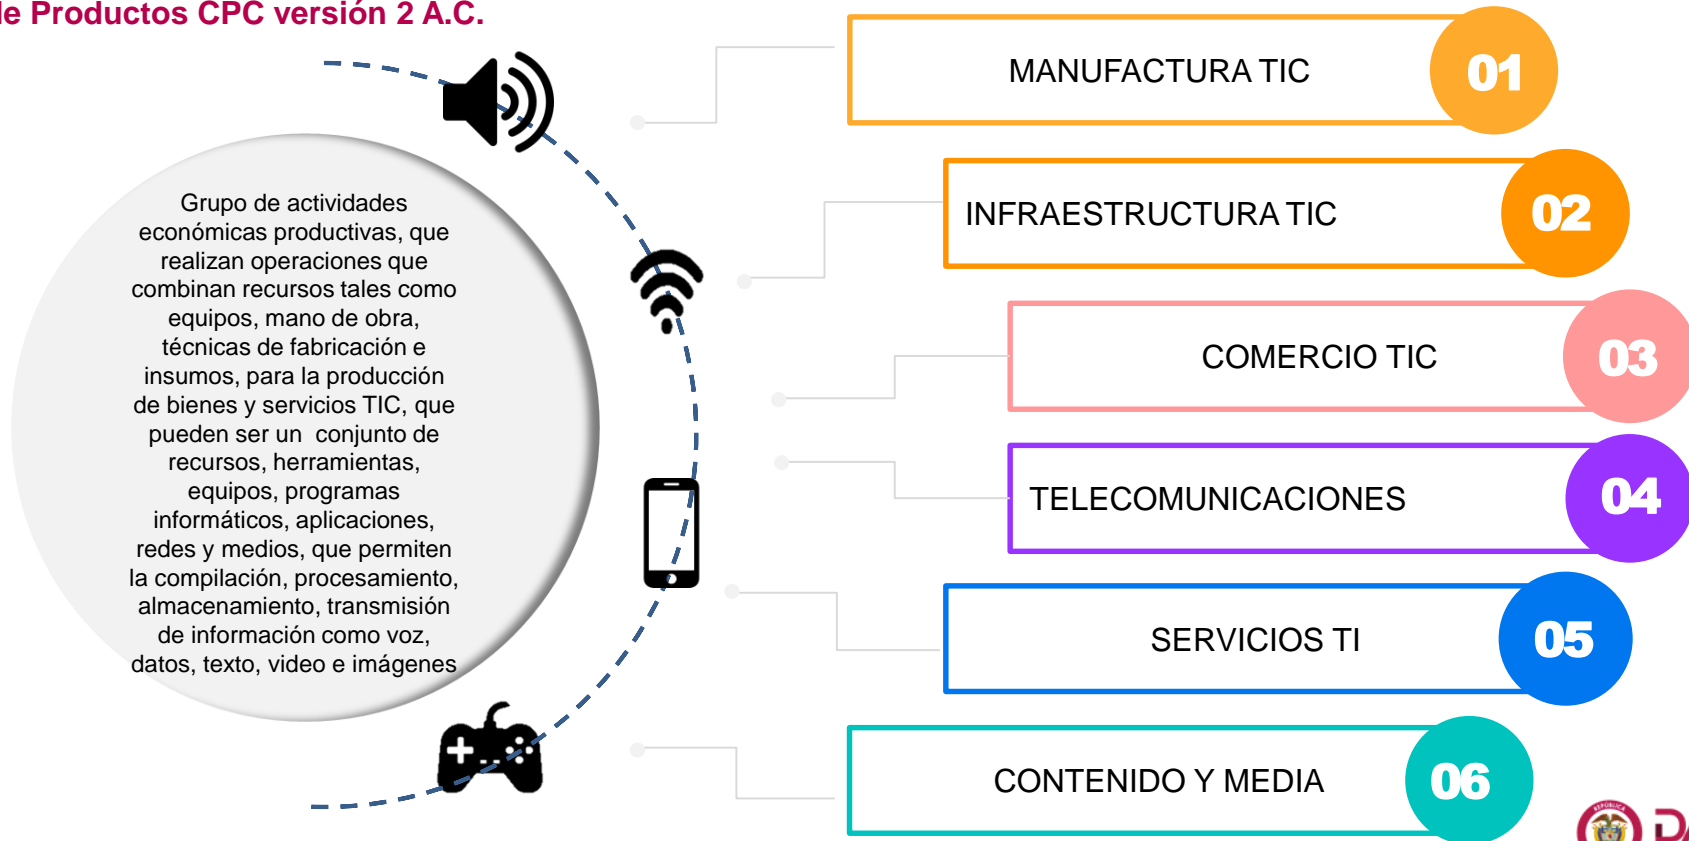 de Productos CPC versión 2 A.C.
Grupo de actividades
económicas productivas, que
realizan operaciones que
combinan recursos tales como
equipos, mano de obra,
técnicas de fabricación e
insumos, para la producción
de bienes y servicios TIC, que
pueden ser un conjunto de
recursos, herramientas,
equipos, programas
informáticos, aplicaciones,
redes y medios, que permiten
la compilación, procesamiento,
almacenamiento, transmisión
de información como voz,
datos, texto, video e imágenes
MANUFACTURA TIC 01
INFRAESTRUCTURA TIC 02
COMERCIO TIC 03
TELECOMUNICACIONES 04
SERVICIOS TI 05
CONTENIDO Y MEDIA 06